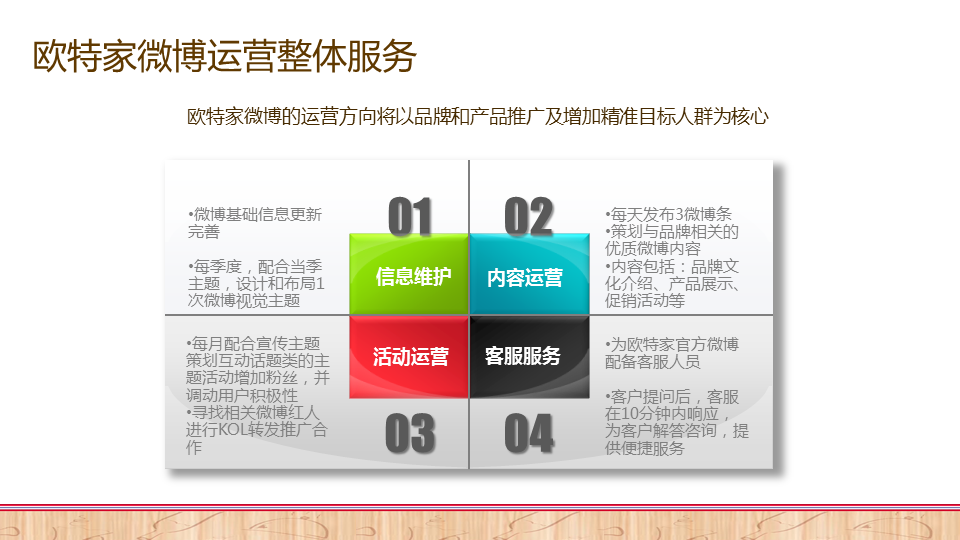 欧特家微博运营整体服务
欧特家微博的运营方向将以品牌和产品推广及增加精准目标人群为核心
01
信息维护
•微博基础信息更新
完善
•每季度，配合当季
主题，设计和布局1
次微博视觉主题
02
内容运营
•每天发布3微博条
•策划与品牌相关的
优质微博内容
•内容包括：品牌文
化介绍、产品展示、
促销活动等
活动运营
03
•每月配合宣传主题
策划互动话题类的主
题活动增加粉丝，并
调动用户积极性
•寻找相关微博红人
进行KOL转发推广合
作
客服服务
04
•为欧特家官方微博
配备客服人员
•客户提问后，客服
在10分钟内响应，
为客户解答咨询，提
供便捷服务